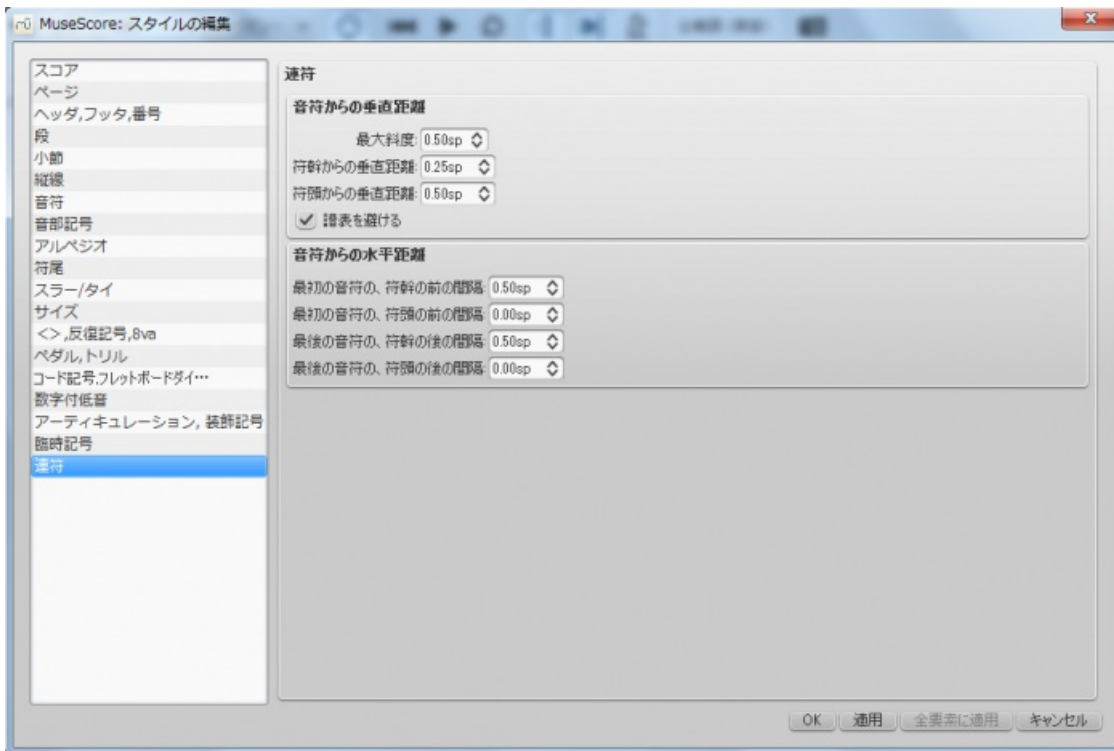 MuseScore: スタイルの編集
スコア
ページ
ヘッダ,フッタ,番号
段
小節
縦線
音符
音部記号
アルペジオ
符尾
スラー/タイ
サイズ
<>,反復記号,8va
ペダル,トリル
コード記号,フレットボードダイ…
数字付低音
アーティキュレーション, 装飾記号
臨時記号
連符
連符
音符からの垂直距離
最大斜度: 0.50sp
符幹からの垂直距離: 0.25sp
符頭からの垂直距離: 0.50sp
譜表を避ける
音符からの水平距離
最初の音符の、符幹の前の間隔: 0.50sp
最初の音符の、符頭の前の間隔: 0.00sp
最後の音符の、符幹の後の間隔: 0.50sp
最後の音符の、符頭の後の間隔: 0.00sp
OK 適用 全要素に適用 キャンセル